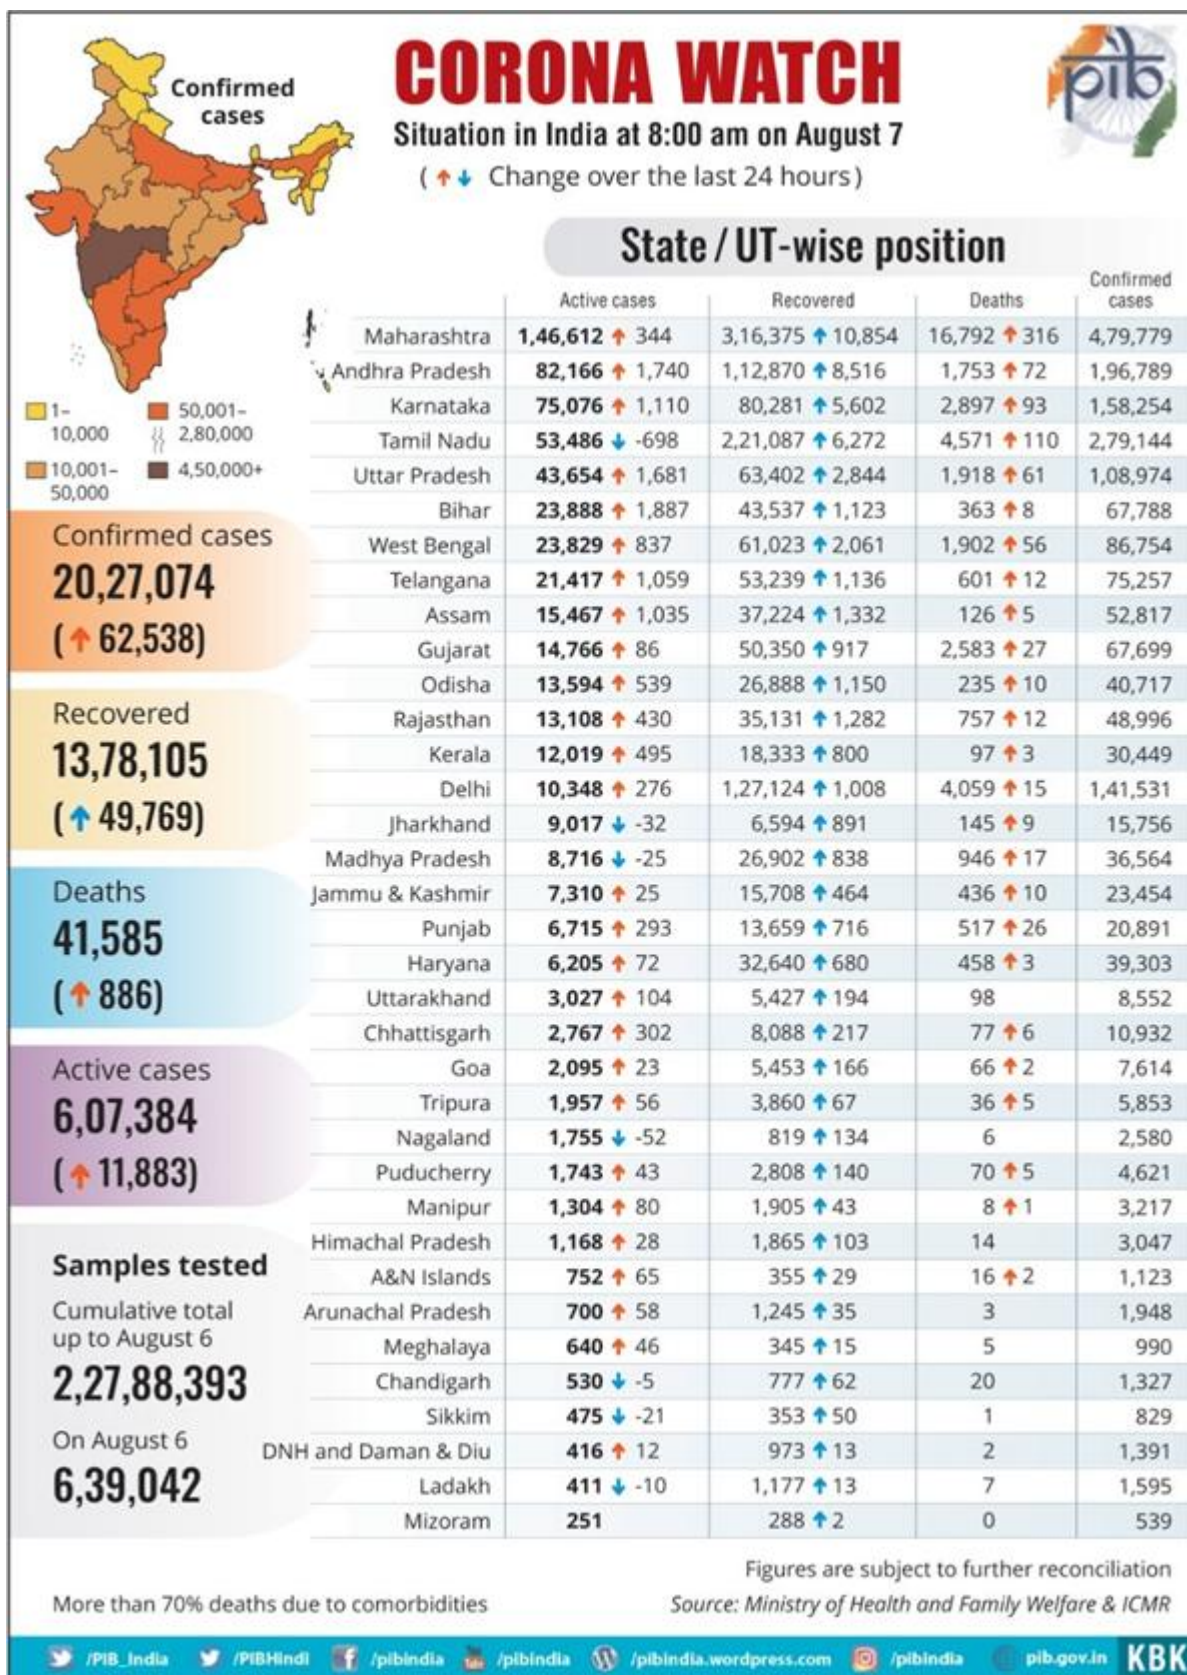 CORONA WATCH
pib
Situation in India at 8:00 am on August 7
( ↑ ↓ Change over the last 24 hours )
Confirmed
cases
1–
10,000
50,001–
2,80,000
10,001–
50,000
4,50,000+
Confirmed cases
20,27,074
(↑ 62,538)
Recovered
13,78,105
(↑ 49,769)
Deaths
41,585
(↑ 886)
Active cases
6,07,384
(↑ 11,883)
Samples tested
Cumulative total
up to August 6
2,27,88,393
On August 6
6,39,042
State / UT-wise position
Active cases Recovered Deaths Confirmed cases
Maharashtra 1,46,612 ↑ 344 3,16,375 ↑ 10,854 16,792 ↑ 316 4,79,779
Andhra Pradesh 82,166 ↑ 1,740 1,12,870 ↑ 8,516 1,753 ↑ 72 1,96,789
Karnataka 75,076 ↑ 1,110 80,281 ↑ 5,602 2,897 ↑ 93 1,58,254
Tamil Nadu 53,486 ↓ -698 2,21,087 ↑ 6,272 4,571 ↑ 110 2,79,144
Uttar Pradesh 43,654 ↑ 1,681 63,402 ↑ 2,844 1,918 ↑ 61 1,08,974
Bihar 23,888 ↑ 1,887 43,537 ↑ 1,123 363 ↑ 8 67,788
West Bengal 23,829 ↑ 837 61,023 ↑ 2,061 1,902 ↑ 56 86,754
Telangana 21,417 ↑ 1,059 53,239 ↑ 1,136 601 ↑ 12 75,257
Assam 15,467 ↑ 1,035 37,224 ↑ 1,332 126 ↑ 5 52,817
Gujarat 14,766 ↑ 86 50,350 ↑ 917 2,583 ↑ 27 67,699
Odisha 13,594 ↑ 539 26,888 ↑ 1,150 235 ↑ 10 40,717
Rajasthan 13,108 ↑ 430 35,131 ↑ 1,282 757 ↑ 12 48,996
Kerala 12,019 ↑ 495 18,333 ↑ 800 97 ↑ 3 30,449
Delhi 10,348 ↑ 276 1,27,124 ↑ 1,008 4,059 ↑ 15 1,41,531
Jharkhand 9,017 ↓ -32 6,594 ↑ 891 145 ↑ 9 15,756
Madhya Pradesh 8,716 ↓ -25 26,902 ↑ 838 946 ↑ 17 36,564
Jammu & Kashmir 7,310 ↑ 25 15,708 ↑ 464 436 ↑ 10 23,454
Punjab 6,715 ↑ 293 13,659 ↑ 716 517 ↑ 26 20,891
Haryana 6,205 ↑ 72 32,640 ↑ 680 458 ↑ 3 39,303
Uttarakhand 3,027 ↑ 104 5,427 ↑ 194 98 8,552
Chhattisgarh 2,767 ↑ 302 8,088 ↑ 217 77 ↑ 6 10,932
Goa 2,095 ↑ 23 5,453 ↑ 166 66 ↑ 2 7,614
Tripura 1,957 ↑ 56 3,860 ↑ 67 36 ↑ 5 5,853
Nagaland 1,755 ↓ -52 819 ↑ 134 6 2,580
Puducherry 1,743 ↑ 43 2,808 ↑ 140 70 ↑ 5 4,621
Manipur 1,304 ↑ 80 1,905 ↑ 43 8 ↑ 1 3,217
Himachal Pradesh 1,168 ↑ 28 1,865 ↑ 103 14 3,047
A&N Islands 752 ↑ 65 355 ↑ 29 16 ↑ 2 1,123
Arunachal Pradesh 700 ↑ 58 1,245 ↑ 35 3 1,948
Meghalaya 640 ↑ 46 345 ↑ 15 5 990
Chandigarh 530 ↓ -5 777 ↑ 62 20 1,327
Sikkim 475 ↓ -21 353 ↑ 50 1 829
DNH and Daman & Diu 416 ↑ 12 973 ↑ 13 2 1,391
Ladakh 411 ↓ -10 1,177 ↑ 13 7 1,595
Mizoram 251 288 ↑ 2 0 539
Figures are subject to further reconciliation
More than 70% deaths due to comorbidities
Source: Ministry of Health and Family Welfare & ICMR
/PIB_India /PIBHindi /pibindia /pibindia /pibindia.wordpress.com /pibindia pib.gov.in KBK